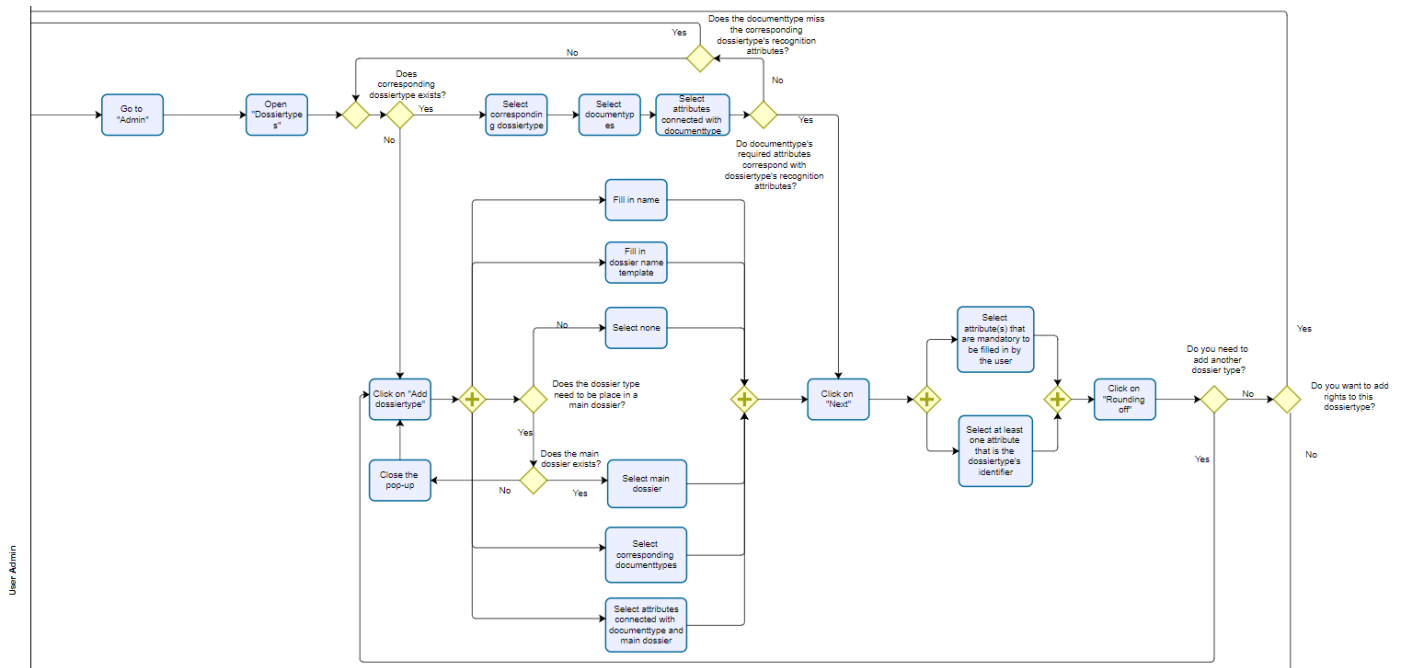 Does the documenttype miss
the corresponding
dossiertype's recognition
attributes?
Yes
No
Does
corresponding
dossiertype exists?
No
Go to
"Admin"
Open
"Dossiertype
s"
Yes
Select
correspondin
g dossiertype
Select
documentyp
es
Select
attributes
connected with
documenttype
Yes
No
Do documenttype's
required attributes
correspond with
dossiertype's recognition
attributes?
Fill in name
Fill in
dossier name
template
No
Select none
Select
attribute(s) that
are mandatory to
be filled in by
the user
Yes
Do you need to
add another
dossier type?
Click on "Add
dossiertype"
Does the dossier type
need to be place in a
main dossier?
Click on
"Next"
Click on
"Rounding
off"
No
Do you want to add
rights to this
dossiertype?
Yes
Select at least
one attribute
that is the
dossiertype's
identifier
Does the main
dossier exists?
Yes
No
Close the
pop-up
No
Yes
Select main
dossier
Select
corresponding
documenttypes
User Admin
Select attributes
connected with
documenttype and
main dossier